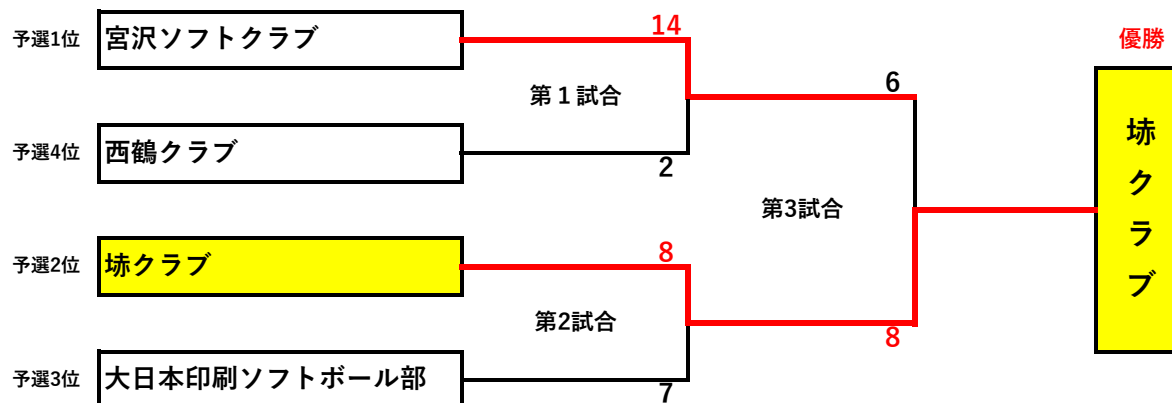 予選1位
宮沢ソフトクラブ
14
優勝
第1試合
6
予選4位
西鶴クラブ
2
第3試合
予選2位
垰クラブ
8
第2試合
8
予選3位
大日本印刷ソフトボール部
7
垰クラブ